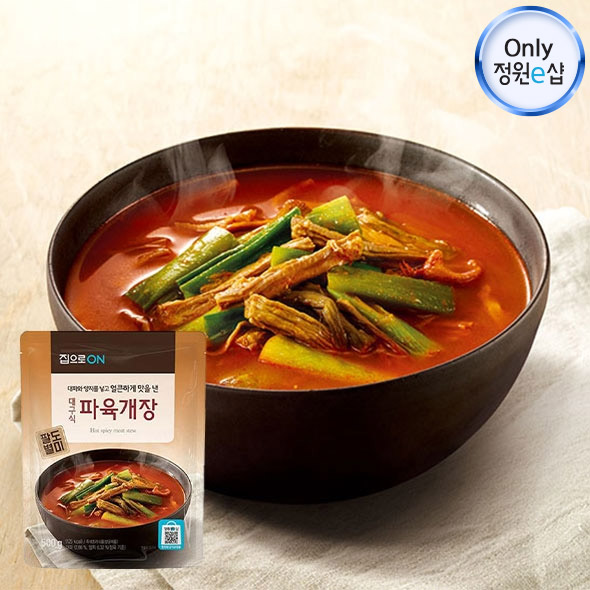 Only
정원e샵
집으로ON
대파와 양지를 넣고 얼큰하게 맛을 낸
대구식
파육개장
Hot spicy meat stew
팔도
별미
500g